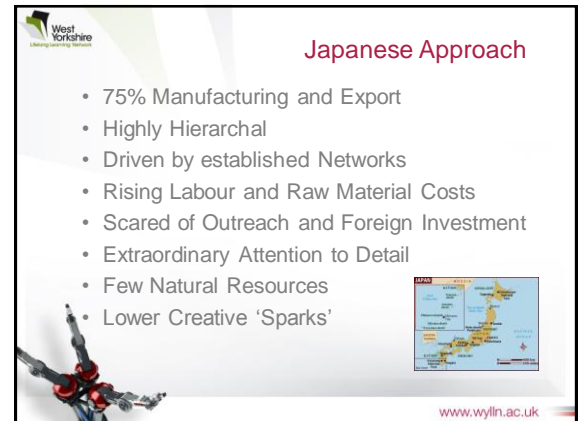 West
Yorkshire
Lifelong Learning Network
Japanese Approach
• 75% Manufacturing and Export
• Highly Hierarchal
• Driven by established Networks
• Rising Labour and Raw Material Costs
• Scared of Outreach and Foreign Investment
• Extraordinary Attention to Detail
• Few Natural Resources
• Lower Creative ‘Sparks’
JAPAN
RUSSIA
www.wylln.ac.uk